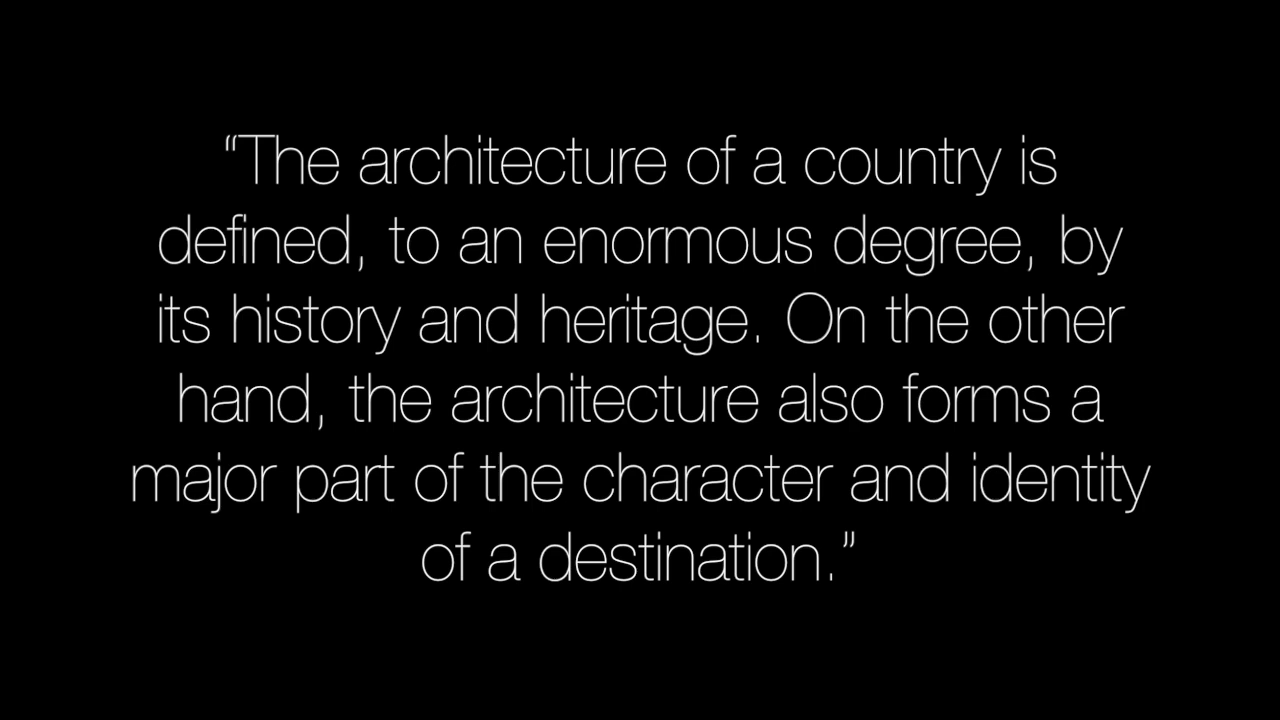 “The architecture of a country is
defined, to an enormous degree, by
its history and heritage. On the other
hand, the architecture also forms a
major part of the character and identity
of a destination.”